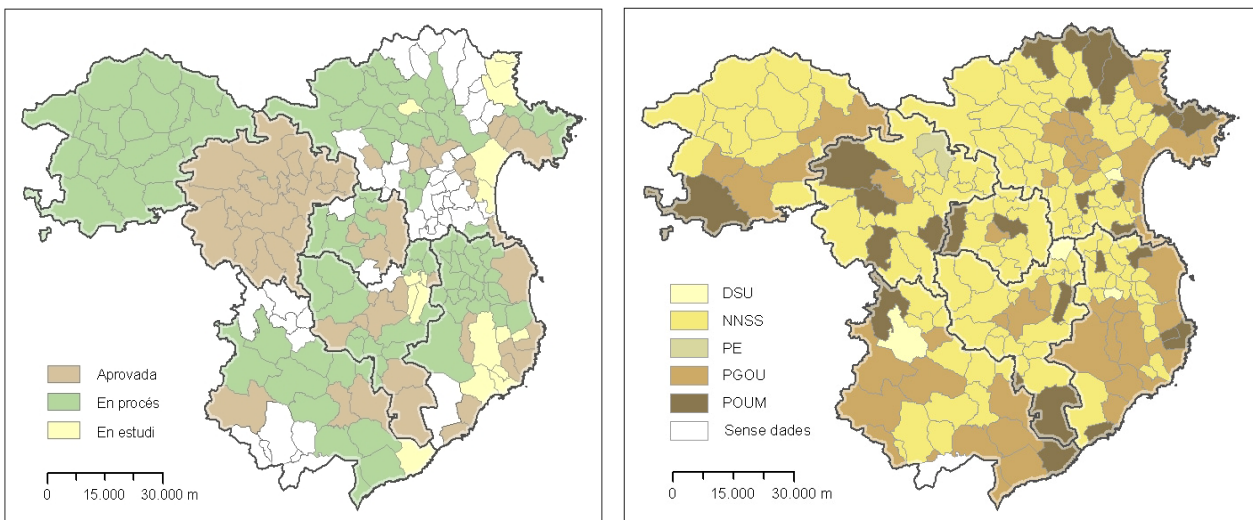 Aprovada
En procés
En estudi
0 15.000 30.000 m
DSU
NNSS
PE
PGOU
POUM
Sense dades
0 15.000 30.000 m